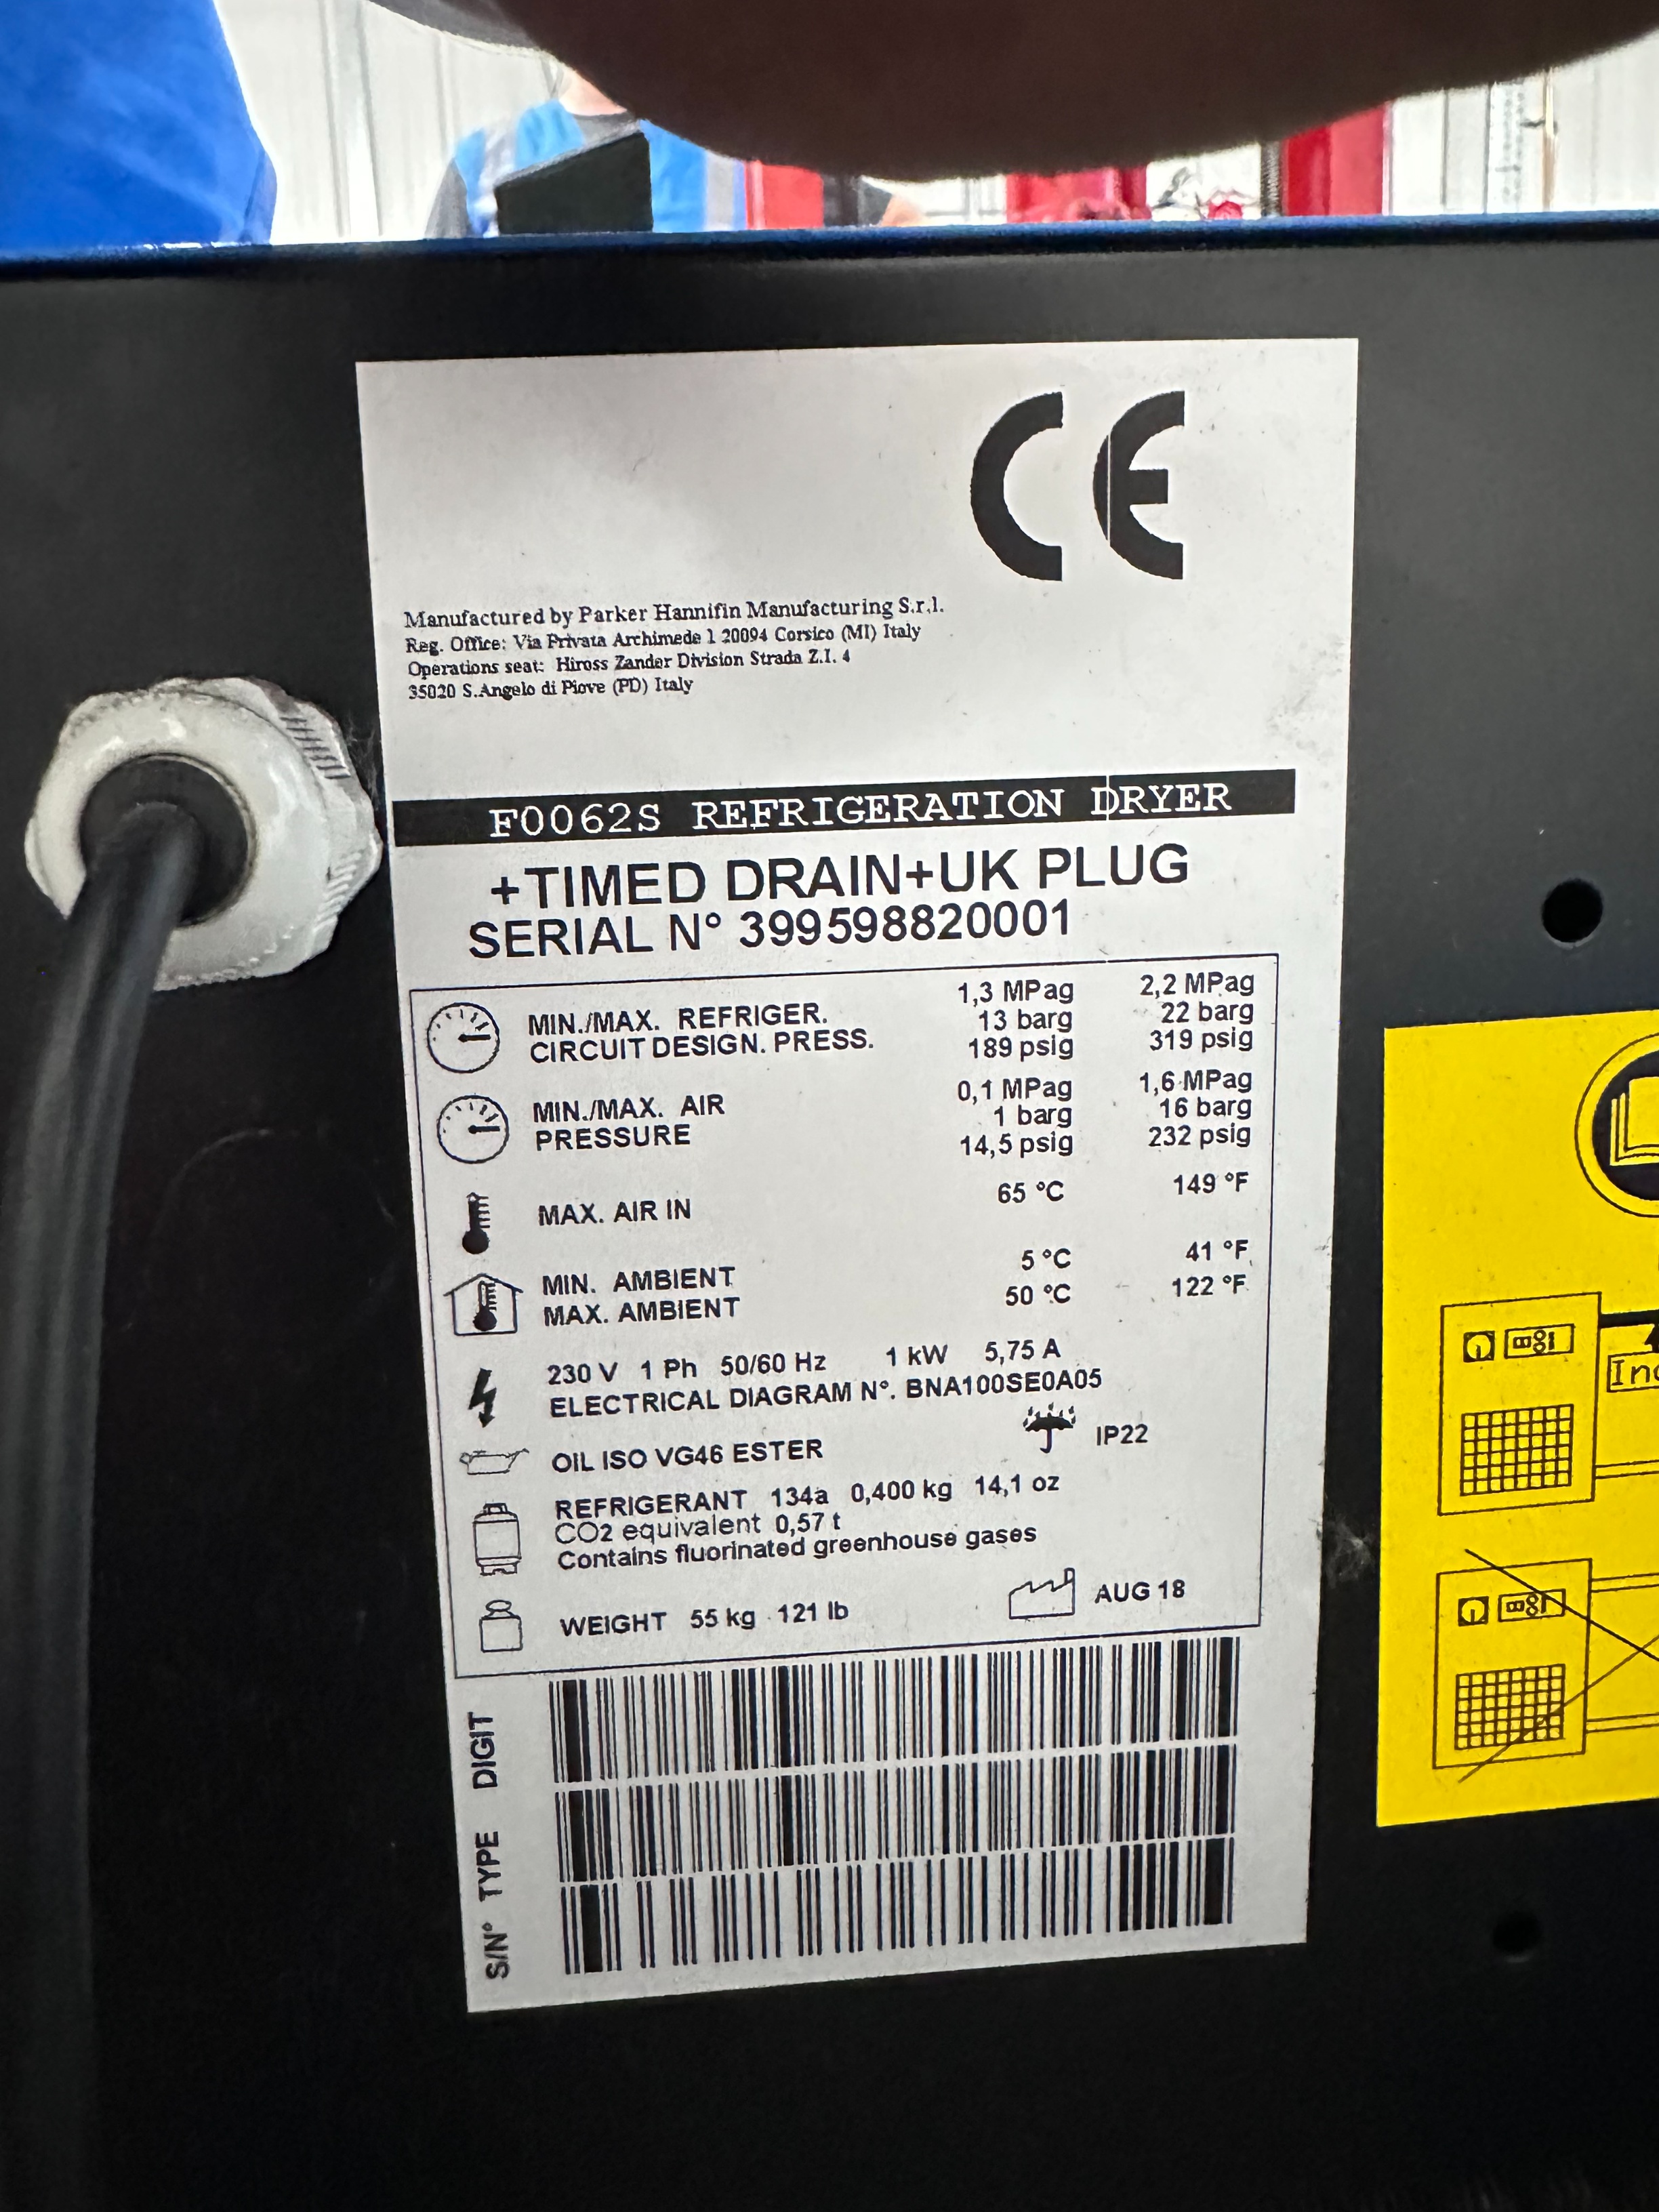 CE
Manufactured by Parker Hannifin Manufacturing S.r.l.
Reg. Office: Via Privata Archimede 1 20094 Corsico (MI) Italy
Operations seat: Hiross Zander Division Strada Z.I. 4
35020 S.Angelo di Piove (PD) Italy
F0062S REFRIGERATION DRYER
+TIMED DRAIN+UK PLUG
SERIAL N° 399598820001
MIN./MAX. REFRIGER.
CIRCUIT DESIGN. PRESS.
1,3 MPag 2,2 MPag
13 barg 22 barg
189 psig 319 psig
MIN./MAX. AIR
PRESSURE
0,1 MPag 1,6 MPag
1 barg 16 barg
14,5 psig 232 psig
MAX. AIR IN 65 °C 149 °F
MIN. AMBIENT 5 °C 41 °F
MAX. AMBIENT 50 °C 122 °F
230 V 1 Ph 50/60 Hz 1 kW 5,75 A
ELECTRICAL DIAGRAM N°. BNA100SE0A05
OIL ISO VG46 ESTER IP22
REFRIGERANT 134a 0,400 kg 14,1 oz
CO2 equivalent 0,57 t
Contains fluorinated greenhouse gases
WEIGHT 55 kg 121 lb AUG 18
S/N° TYPE DIGIT